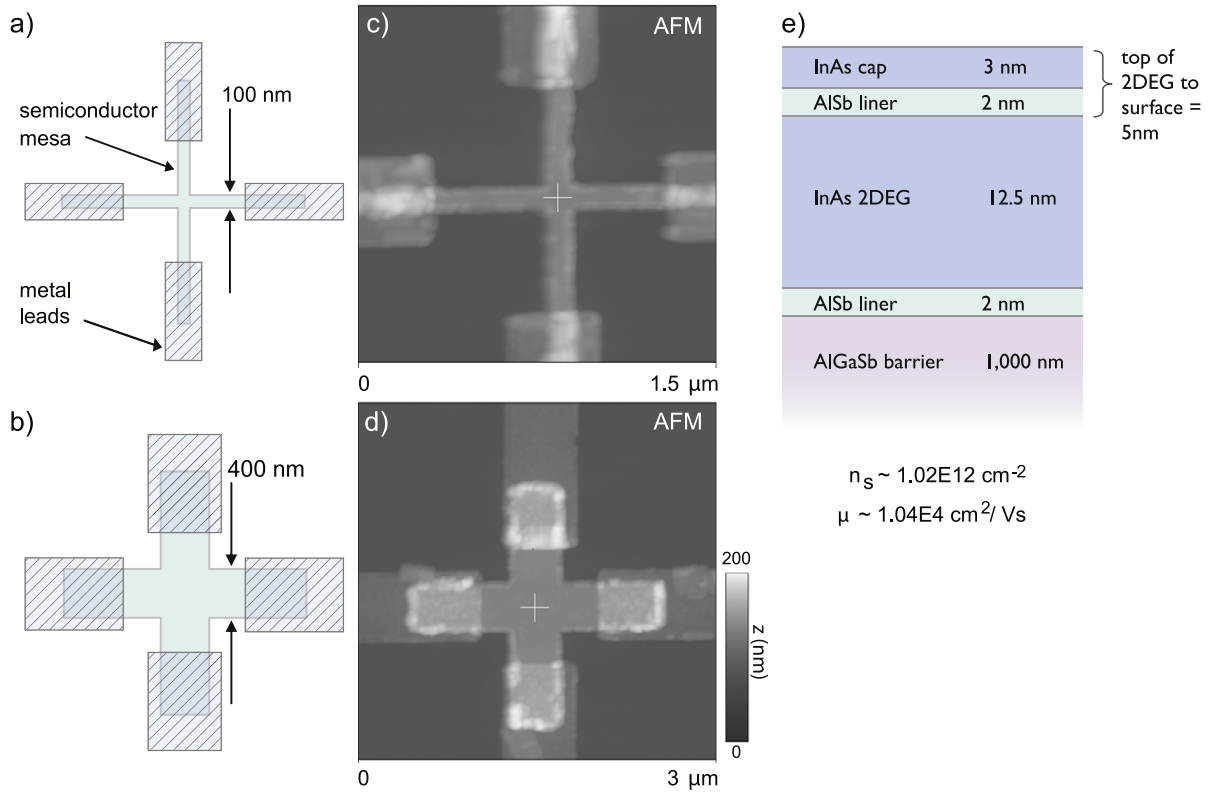 a)
semiconductor
mesa
100 nm
metal
leads
b)
400 nm
c)
AFM
0
1.5 µm
d)
AFM
200
z (nm)
0
0
3 µm
e)
InAs cap 3 nm
AlSb liner 2 nm
top of
2DEG to
surface =
5nm
InAs 2DEG 12.5 nm
AlSb liner 2 nm
AlGaSb barrier 1,000 nm
n_s ~ 1.02E12 cm⁻²
µ ~ 1.04E4 cm²/ Vs